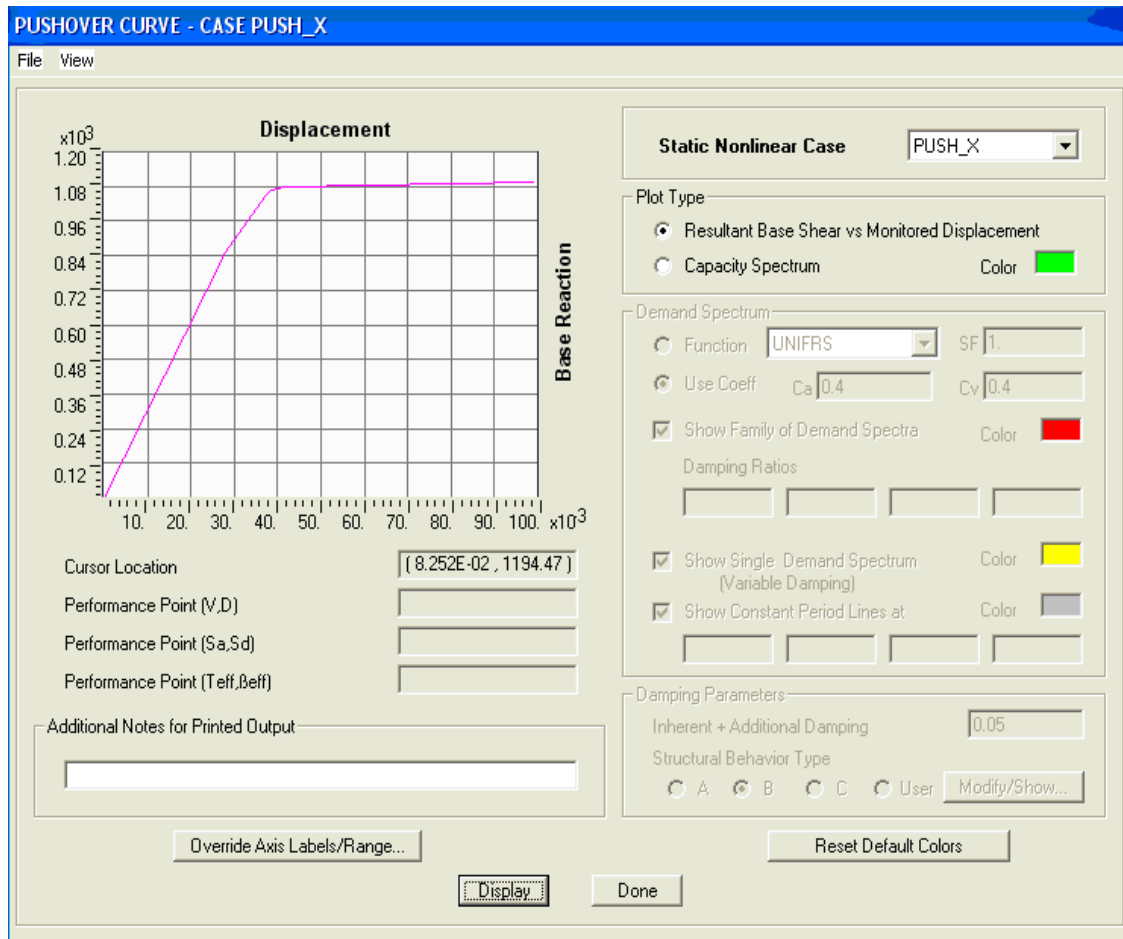 PUSHOVER CURVE - CASE PUSH_X
File View
Displacement
x10³
1.20
1.08
0.96
0.84
0.72
0.60
0.48
0.36
0.24
0.12
Base Reaction
10. 20. 30. 40. 50. 60. 70. 80. 90. 100. x10⁻³
Cursor Location (8.252E-02 , 1194.47)
Performance Point (V,D)
Performance Point (Sa,Sd)
Performance Point (Teff,βeff)
Additional Notes for Printed Output
Override Axis Labels/Range...
Static Nonlinear Case PUSH_X
Plot Type
Resultant Base Shear vs Monitored Displacement
Capacity Spectrum Color
Demand Spectrum
Function UNIFRS SF 1.
Use Coeff Ca 0.4 Cv 0.4
Show Family of Demand Spectra Color
Damping Ratios
Show Single Demand Spectrum Color
(Variable Damping)
Show Constant Period Lines at Color
Damping Parameters
Inherent + Additional Damping 0.05
Structural Behavior Type
A B C User Modify/Show...
Reset Default Colors
Display Done